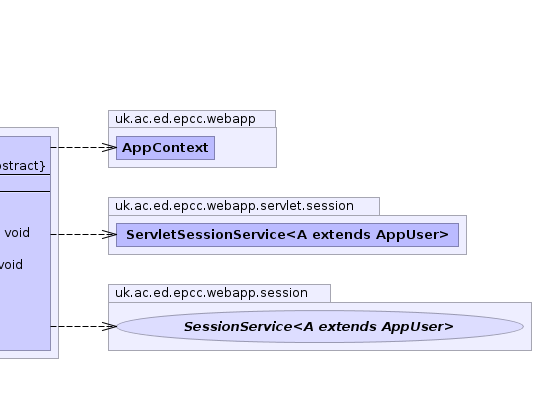 uk.ac.ed.epcc.webapp
AppContext
bstract}
uk.ac.ed.epcc.webapp.servlet.session
void
ServletSessionService<A extends AppUser>
void
uk.ac.ed.epcc.webapp.session
SessionService<A extends AppUser>